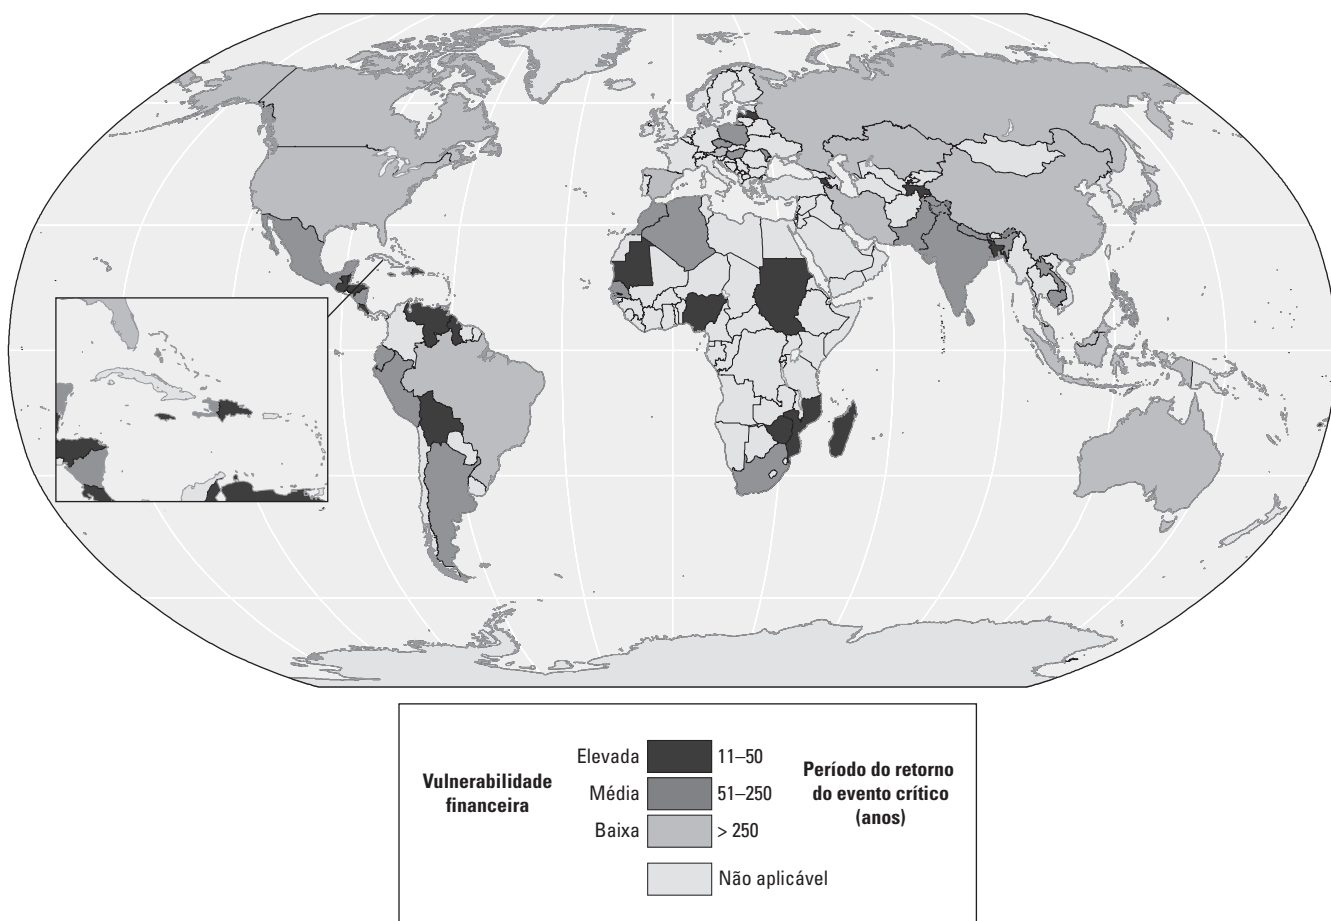 Vulnerabilidade
financeira
Elevada
Média
Baixa
11–50
51–250
> 250
Não aplicável
Período do retorno
do evento crítico
(anos)